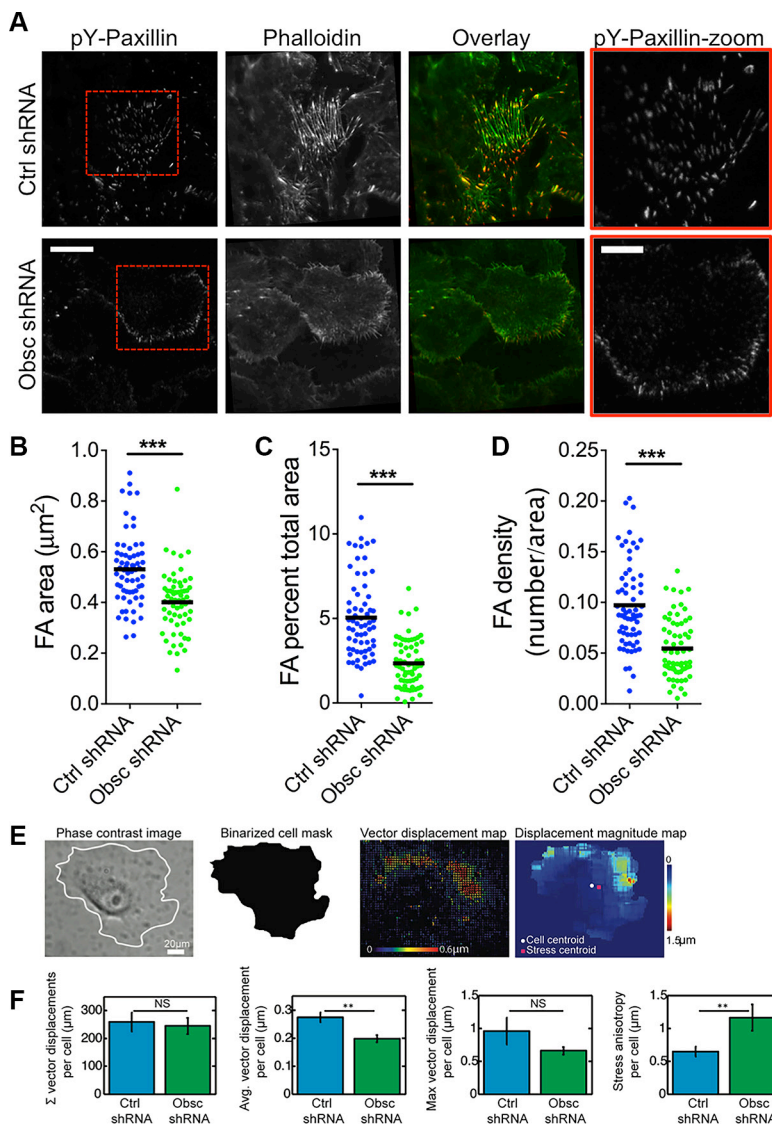 A
pY-Paxillin Phalloidin Overlay pY-Paxillin-zoom
Ctrl shRNA
Obsc shRNA
B
FA area (μm²)
1.0
0.8
0.6
0.4
0.2
0.0
***
Ctrl shRNA
Obsc shRNA
C
FA percent total area
15
10
5
0
***
Ctrl shRNA
Obsc shRNA
D
FA density
(number/area)
0.25
0.20
0.15
0.10
0.05
0.00
***
Ctrl shRNA
Obsc shRNA
E
Phase contrast image
20μm
Binarized cell mask
Vector displacement map
0 0.6μm
Displacement magnitude map
Cell centroid
Stress centroid
0
1.5μm
F
Σ vector displacements
per cell (μm)
300
200
100
0
NS
Ctrl
shRNA
Obsc
shRNA
Avg. vector displacement
per cell (μm)
0.3
0.2
0.1
0
**
Ctrl
shRNA
Obsc
shRNA
Max vector displacement
per cell (μm)
1.5
1
0.5
0
NS
Ctrl
shRNA
Obsc
shRNA
Stress anisotropy
per cell (μm)
1.5
1
0.5
0
**
Ctrl
shRNA
Obsc
shRNA